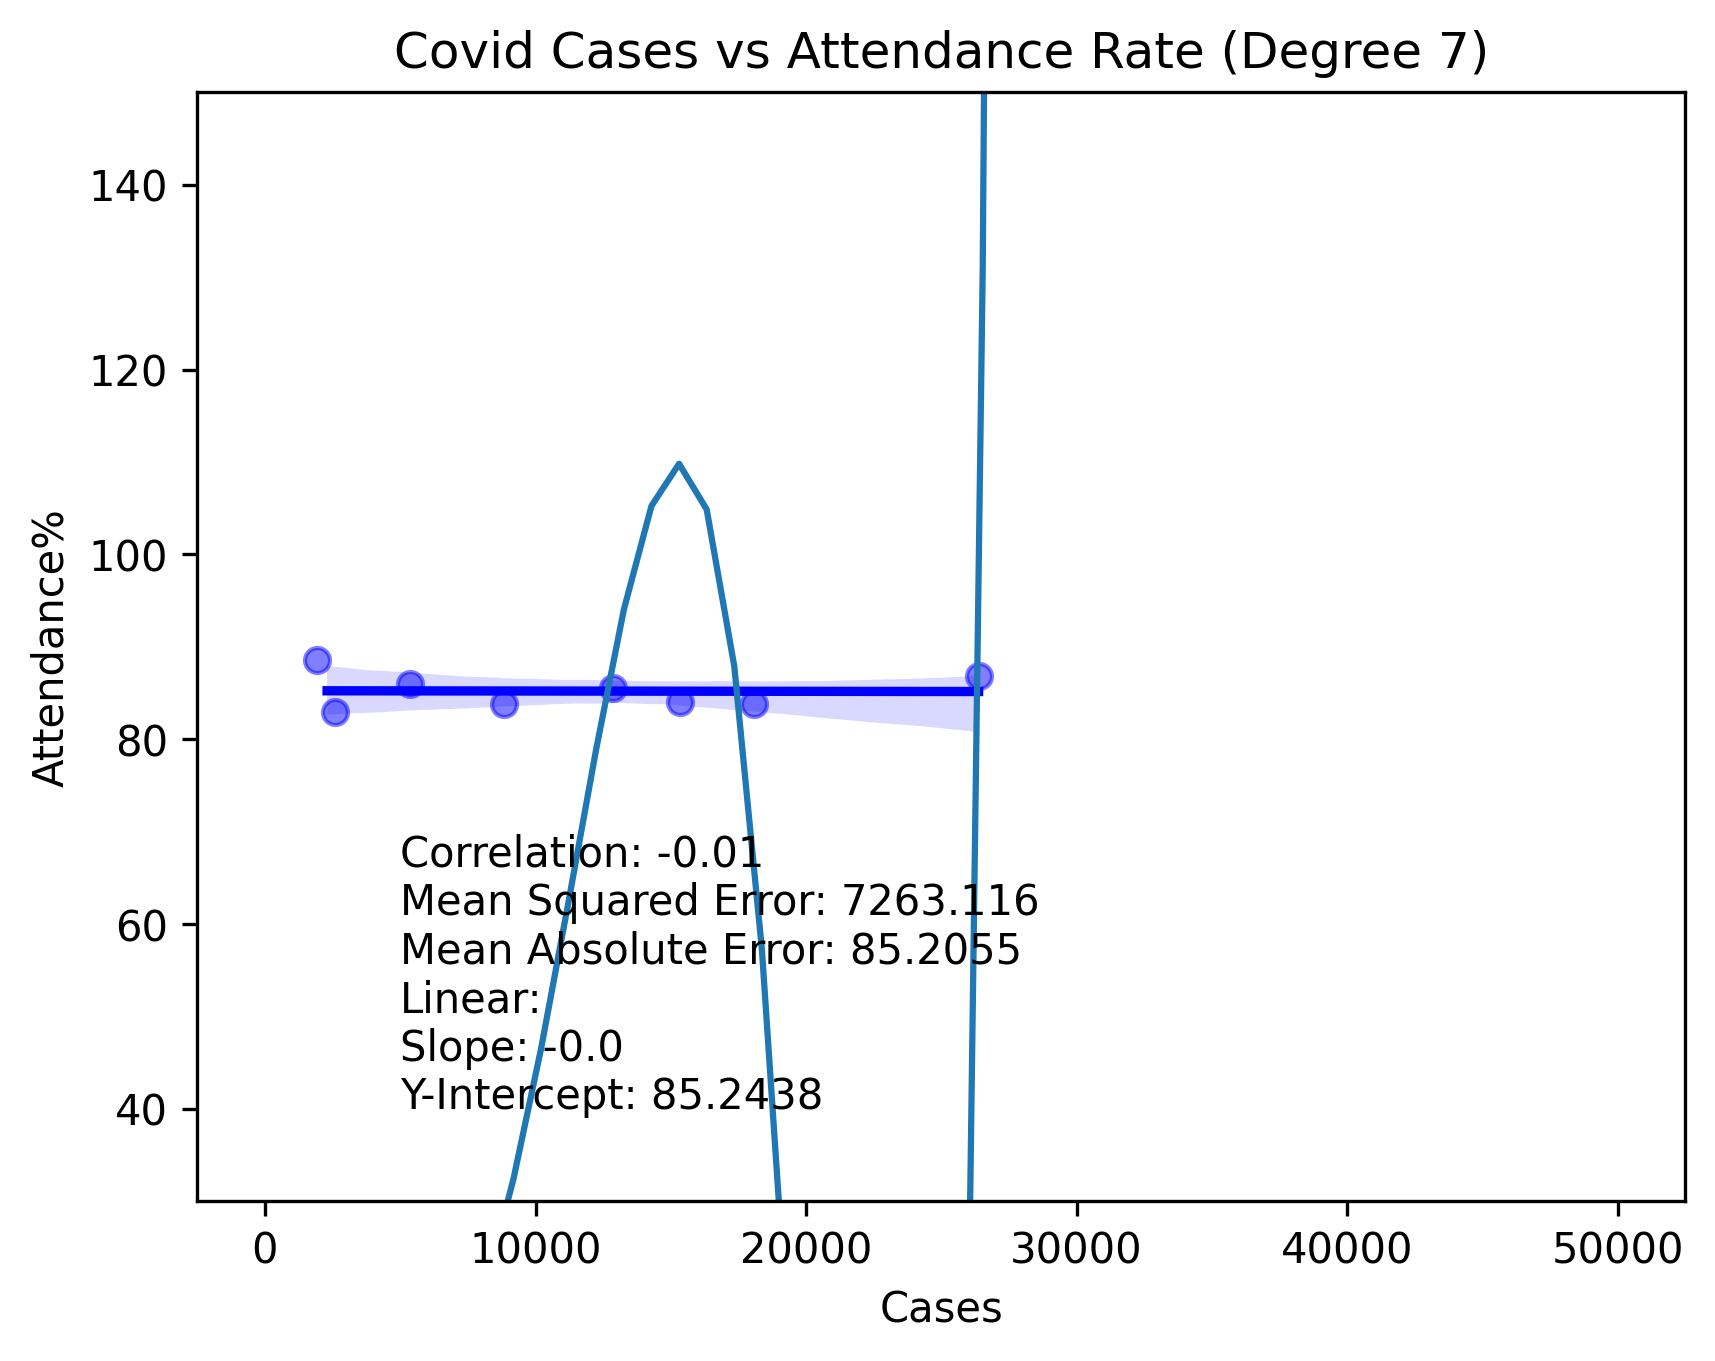 Covid Cases vs Attendance Rate (Degree 7)
140
120
100
80
60
40
Attendance%
Correlation: -0.01
Mean Squared Error: 7263.116
Mean Absolute Error: 85.2055
Linear:
Slope: -0.0
Y-Intercept: 85.2438
0 10000 20000 30000 40000 50000
Cases